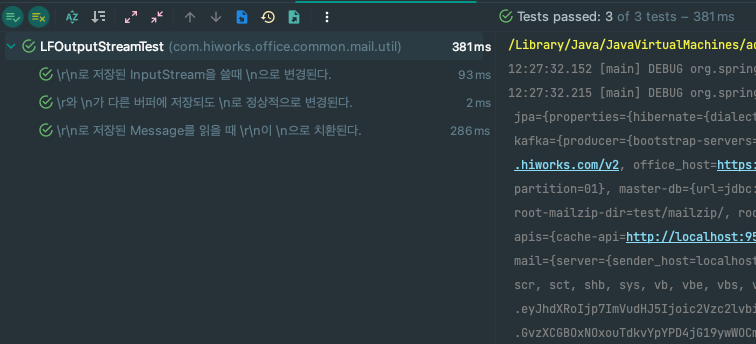 Tests passed: 3 of 3 tests – 381 ms
LFOutputStreamTest (com.hiworks.office.common.mail.util) 381 ms
\r\n로 저장된 InputStream을 쓸때 \n으로 변경된다. 93 ms
\r와 \n가 다른 버퍼에 저장되도 \n로 정상적으로 변경된다. 2 ms
\r\n로 저장된 Message를 읽을 때 \r\n이 \n으로 치환된다. 286 ms
/Library/Java/JavaVirtualMachines/ad
12:27:32.152 [main] DEBUG org.spring
12:27:32.215 [main] DEBUG org.spring
jpa={properties={hibernate={dialect
kafka={producer={bootstrap-servers=
.hiworks.com/v2, office_host=https:
partition=01}, master-db={url=jdbc:
root-mailzip-dir=test/mailzip/, roo
apis={cache-api=http://localhost:95
mail={server={sender_host=localhost
scr, sct, shb, sys, vb, vbe, vbs, v
.eyJhdXRoIjp7ImVudHJ5Ijoic2Vzc2lvbi